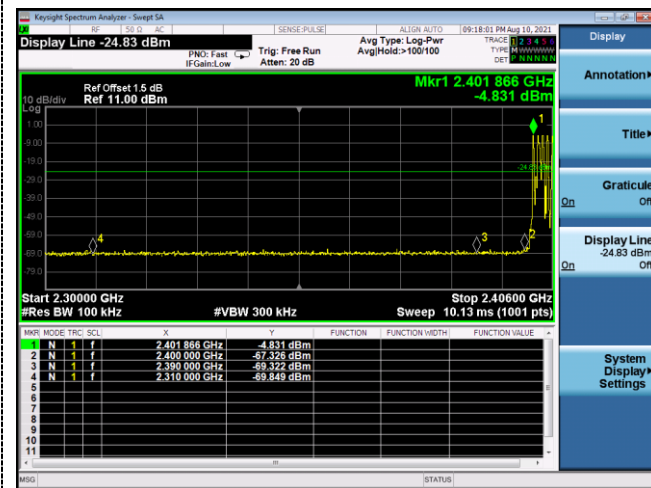 Keysight Spectrum Analyzer - Swept SA
RF 50 Ω AC SENSE:PULSE ALIGN AUTO 09:18:01 PM Aug 10, 2021
Display Line -24.83 dBm
PNO: Fast
IFGain:Low
Trig: Free Run
Atten: 20 dB
Avg Type: Log-Pwr
Avg|Hold:>100/100
TRACE 1 2 3 4 5 6
TYPE M WWWWW
DET P N N N N N
Mkr1 2.401 866 GHz
-4.831 dBm
Ref Offset 1.5 dB
Ref 11.00 dBm
10 dB/div
Log
1.00
-9.00
-19.0
-29.0
-39.0
-49.0
-59.0
-69.0
-79.0
1
2
3
4
Start 2.30000 GHz Stop 2.40600 GHz
#Res BW 100 kHz #VBW 300 kHz Sweep 10.13 ms (1001 pts)
MKR MODE TRC SCL X Y FUNCTION FUNCTION WIDTH FUNCTION VALUE
1 N 1 f 2.401 866 GHz -4.831 dBm
2 N 1 f 2.400 000 GHz -67.326 dBm
3 N 1 f 2.390 000 GHz -69.322 dBm
4 N 1 f 2.310 000 GHz -69.849 dBm
5
6
7
8
9
10
11
MSG STATUS
Display
Annotation
Title
Graticule
On Off
Display Line
-24.83 dBm
On Off
System
Display
Settings